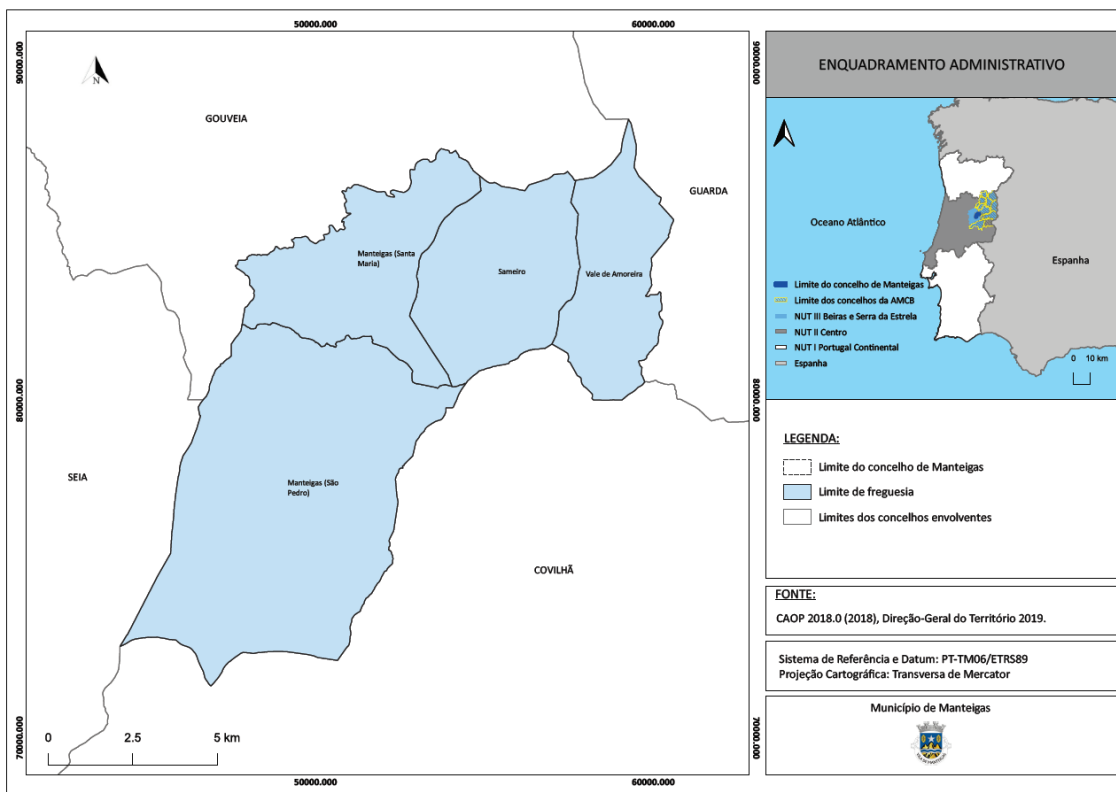 50000.000
60000.000
90000.000
90000.000
N
GOUVEIA
GUARDA
Manteigas (Santa
Maria)
Sameiro
Vale de Amoreira
80000.000
80000.000
SEIA
Manteigas (São
Pedro)
COVILHÃ
70000.000
70000.000
0 2.5 5 km
50000.000
60000.000
ENQUADRAMENTO ADMINISTRATIVO
Oceano Atlântico
Espanha
Limite do concelho de Manteigas
Limite dos concelhos da AMCB
NUT III Beiras e Serra da Estrela
NUT II Centro
NUT I Portugal Continental
Espanha
0 10 km
LEGENDA:
Limite do concelho de Manteigas
Limite de freguesia
Limites dos concelhos envolventes
FONTE:
CAOP 2018.0 (2018), Direção-Geral do Território 2019.
Sistema de Referência e Datum: PT-TM06/ETRS89
Projeção Cartográfica: Transversa de Mercator
Município de Manteigas